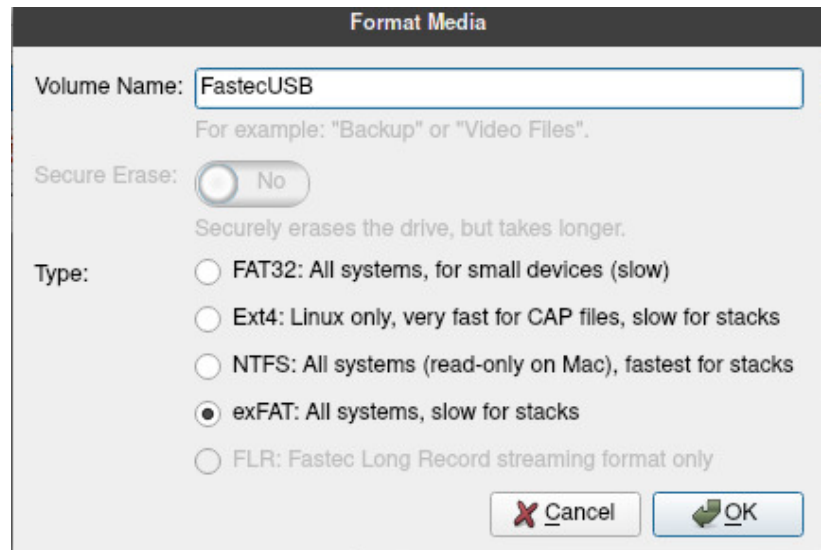 Format Media
Volume Name: FastecUSB
For example: "Backup" or "Video Files".
Secure Erase: No
Securely erases the drive, but takes longer.
Type: FAT32: All systems, for small devices (slow)
Ext4: Linux only, very fast for CAP files, slow for stacks
NTFS: All systems (read-only on Mac), fastest for stacks
exFAT: All systems, slow for stacks
FLR: Fastec Long Record streaming format only
Cancel OK